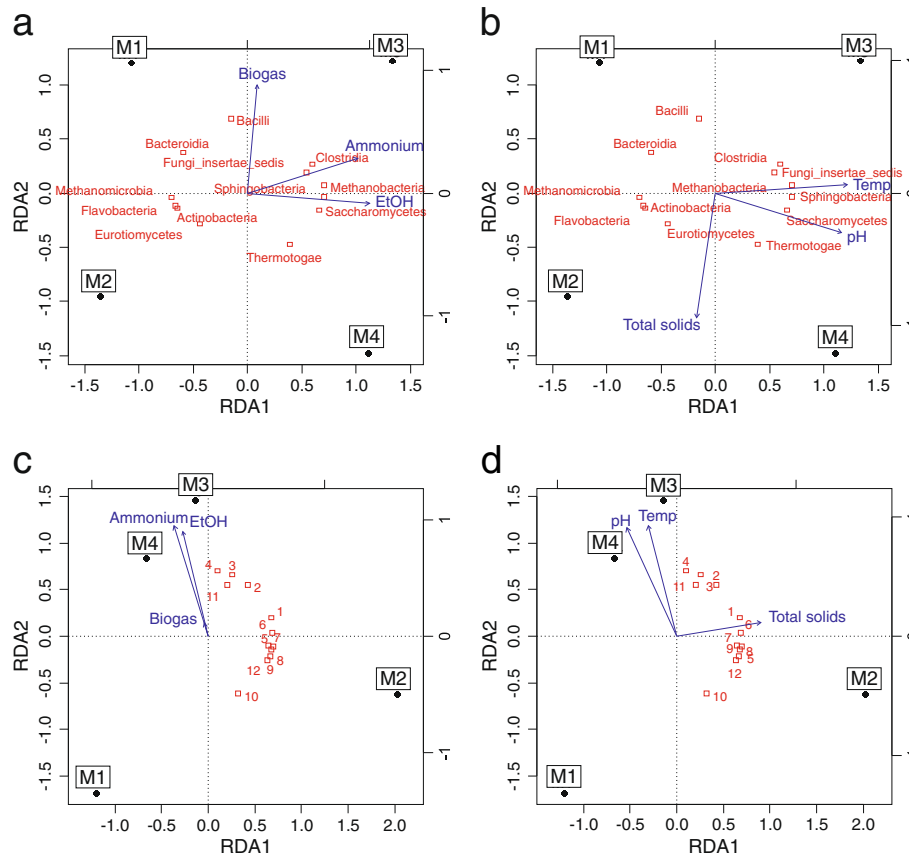 a
M1
M3
Biogas
Bacilli
Bacteroidia
Ammonium
Fungi_insertae_sedis
Clostridia
Methanomicrobia
Sphingobacteria
Methanobacteria
EtOH
Flavobacteria
Actinobacteria
Saccharomycetes
Eurotiomycetes
Thermotogae
M2
M4
RDA2
1.0
0.5
0.0
-0.5
-1.0
-1.5
1
0
-1
-1.5
-1.0
-0.5
0.0
0.5
1.0
1.5
RDA1
b
M1
M3
Bacilli
Bacteroidia
Clostridia
Fungi_insertae_sedis
Methanomicrobia
Methanobacteria
Temp
Sphingobacteria
Flavobacteria
Actinobacteria
Saccharomycetes
Eurotiomycetes
pH
Thermotogae
Total solids
M2
M4
RDA2
1.0
0.5
0.0
-0.5
-1.0
-1.5
-1.5
-1.0
-0.5
0.0
0.5
1.0
1.5
RDA1
c
M3
Ammonium
EtOH
M4
4
3
2
11
1
Biogas
6
5
7
8
12
9
10
M2
M1
RDA2
1.5
1.0
0.5
0.0
-0.5
-1.0
-1.5
1
0
-1
-1.0
-0.5
0.0
0.5
1.0
1.5
2.0
RDA1
d
M3
pH
Temp
M4
4
2
11
3
1
Total solids
6
7
9
8
5
12
10
M2
M1
RDA2
1.5
1.0
0.5
0.0
-0.5
-1.0
-1.5
-1.0
-0.5
0.0
0.5
1.0
1.5
2.0
RDA1